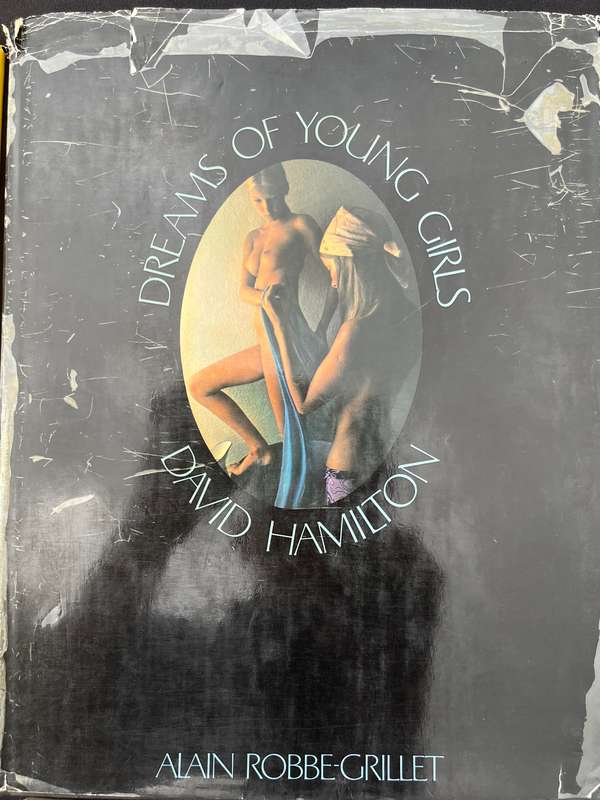 DREAMS OF YOUNG GIRLS
DAVID HAMILTON
ALAIN ROBBE-GRILLET